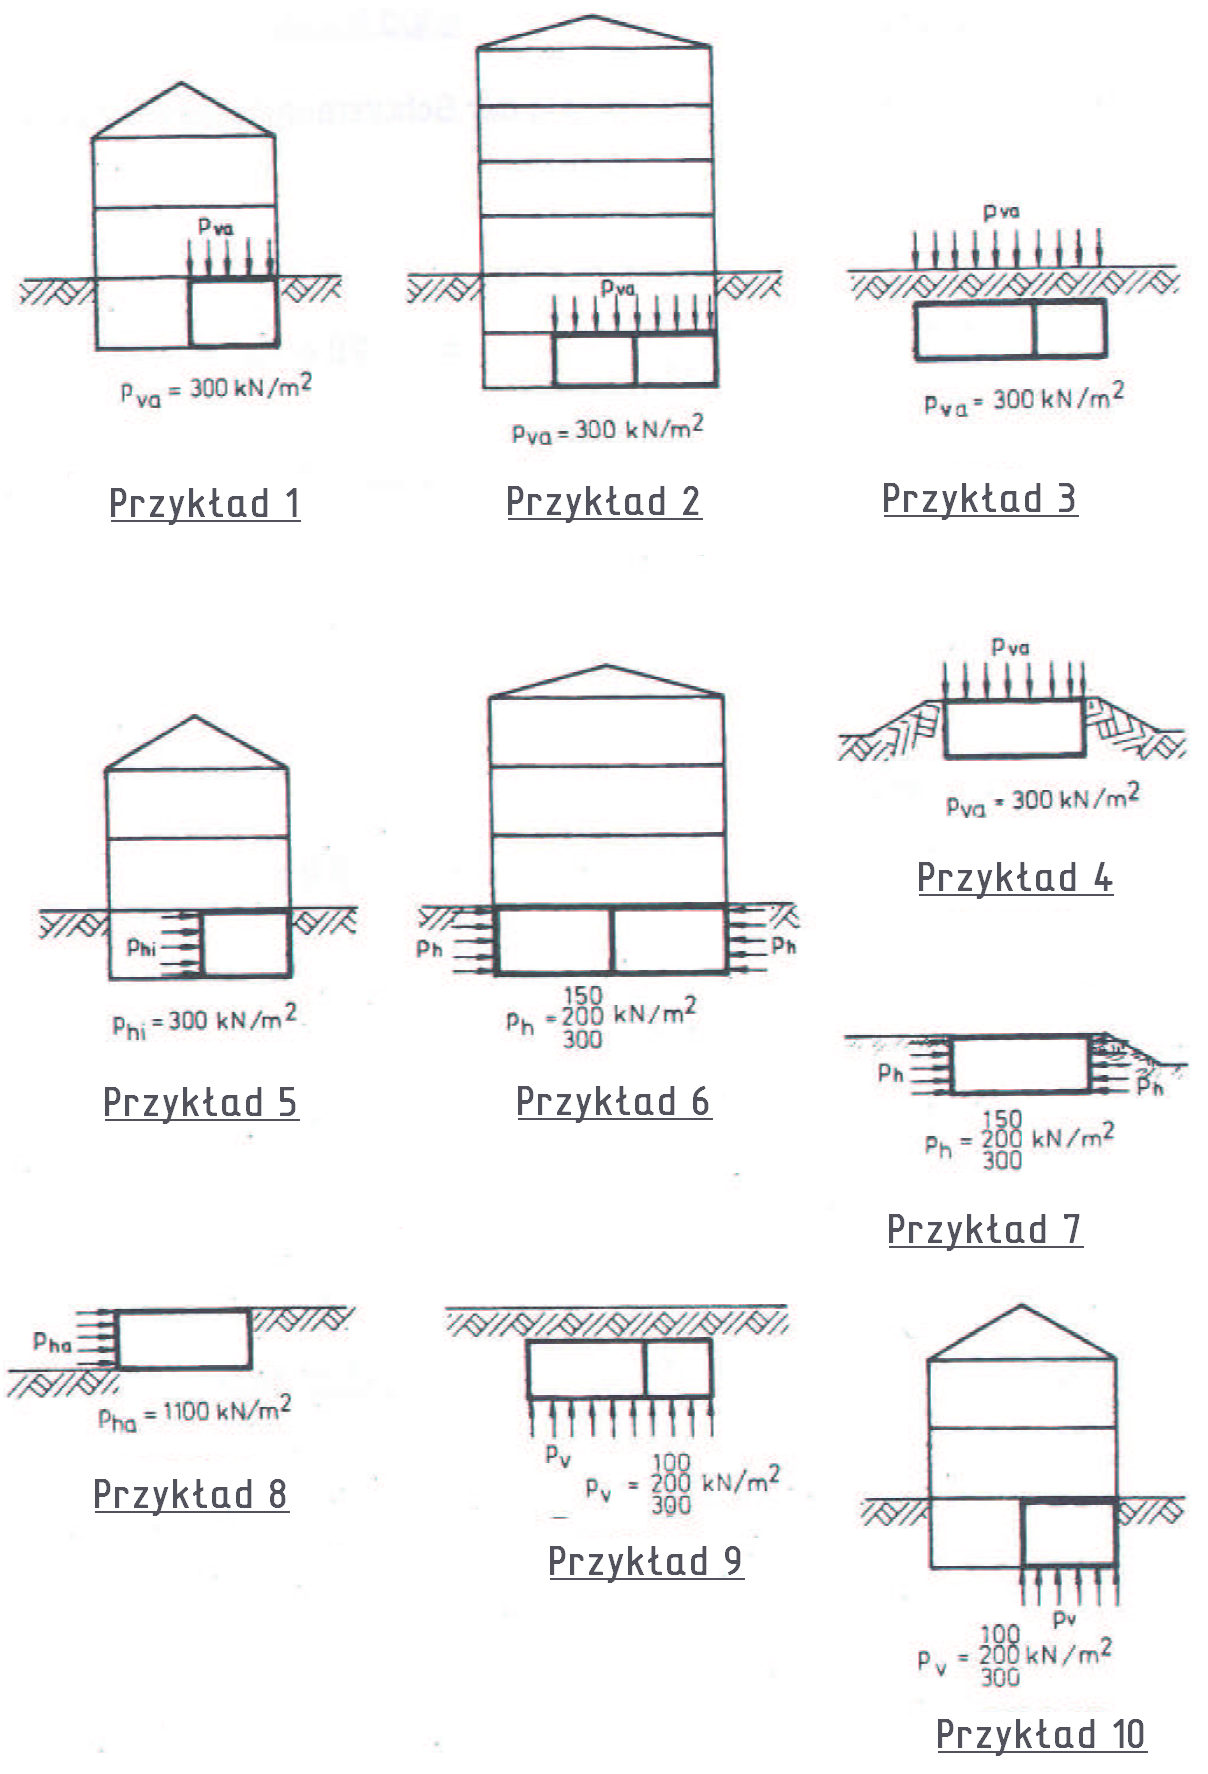 pva
pva
= 300 kN/m²
Przykład 1
pva
pva = 300 kN/m²
Przykład 2
pva
pva = 300 kN/m²
Przykład 3
pva
pva = 300 kN/m²
Przykład 4
phi
phi = 300 kN/m²
Przykład 5
ph
ph
150
ph = 200 kN/m²
300
Przykład 6
ph
ph
150
ph = 200 kN/m²
300
Przykład 7
pha
pha = 1100 kN/m²
Przykład 8
pv
100
pv = 200 kN/m²
300
Przykład 9
pv
100
pv = 200 kN/m²
300
Przykład 10